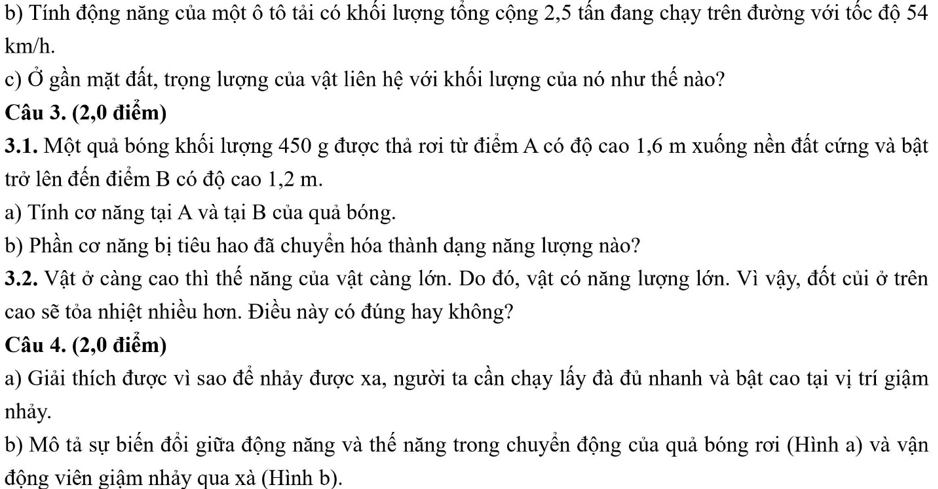 b) Tính động năng của một ô tô tải có khối lượng tổng cộng 2,5 tấn đang chạy trên đường với tốc độ 54
km/h.
c) Ở gần mặt đất, trọng lượng của vật liên hệ với khối lượng của nó như thế nào?
Câu 3. (2,0 điểm)
3.1. Một quả bóng khối lượng 450 g được thả rơi từ điểm A có độ cao 1,6 m xuống nền đất cứng và bật
trở lên đến điểm B có độ cao 1,2 m.
a) Tính cơ năng tại A và tại B của quả bóng.
b) Phần cơ năng bị tiêu hao đã chuyển hóa thành dạng năng lượng nào?
3.2. Vật ở càng cao thì thế năng của vật càng lớn. Do đó, vật có năng lượng lớn. Vì vậy, đốt củi ở trên
cao sẽ tỏa nhiệt nhiều hơn. Điều này có đúng hay không?
Câu 4. (2,0 điểm)
a) Giải thích được vì sao để nhảy được xa, người ta cần chạy lấy đà đủ nhanh và bật cao tại vị trí giậm
nhảy.
b) Mô tả sự biến đổi giữa động năng và thế năng trong chuyển động của quả bóng rơi (Hình a) và vận
động viên giậm nhảy qua xà (Hình b).